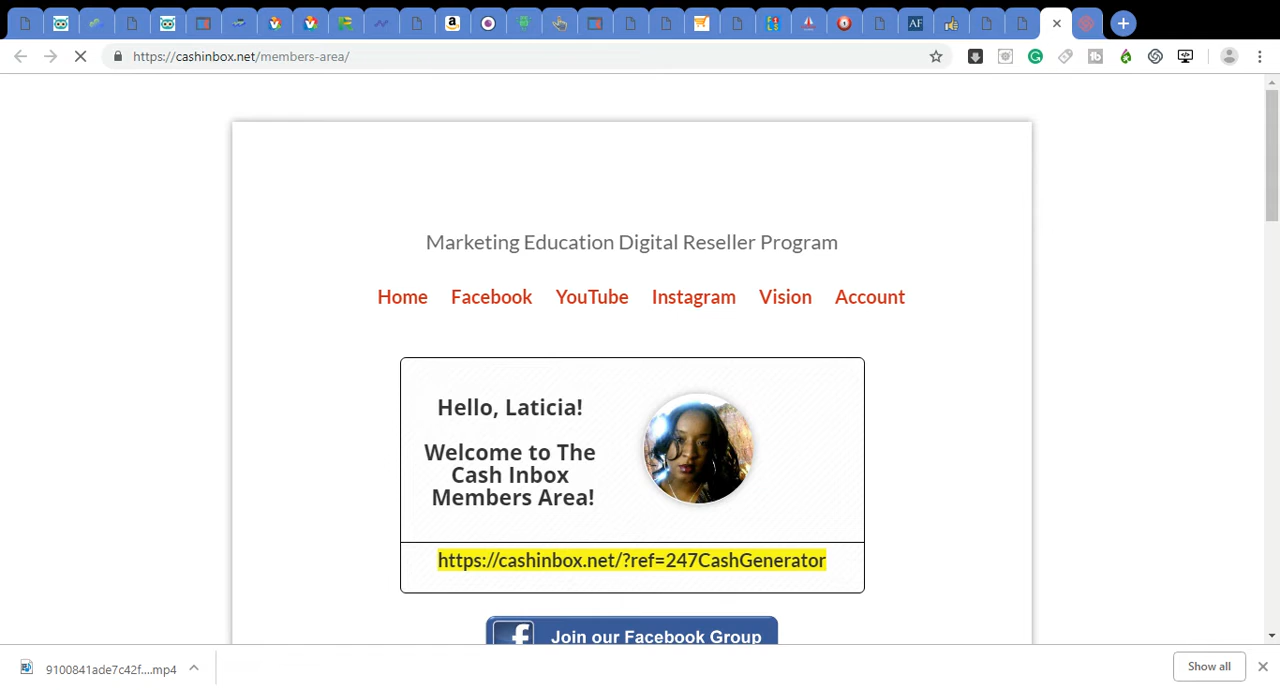 AF
https://cashinbox.net/members-area/
Marketing Education Digital Reseller Program
Home Facebook YouTube Instagram Vision Account
Hello, Laticia!
Welcome to The
Cash Inbox
Members Area!
https://cashinbox.net/?ref=247CashGenerator
Join our Facebook Group
9100841ade7c42f....mp4
Show all